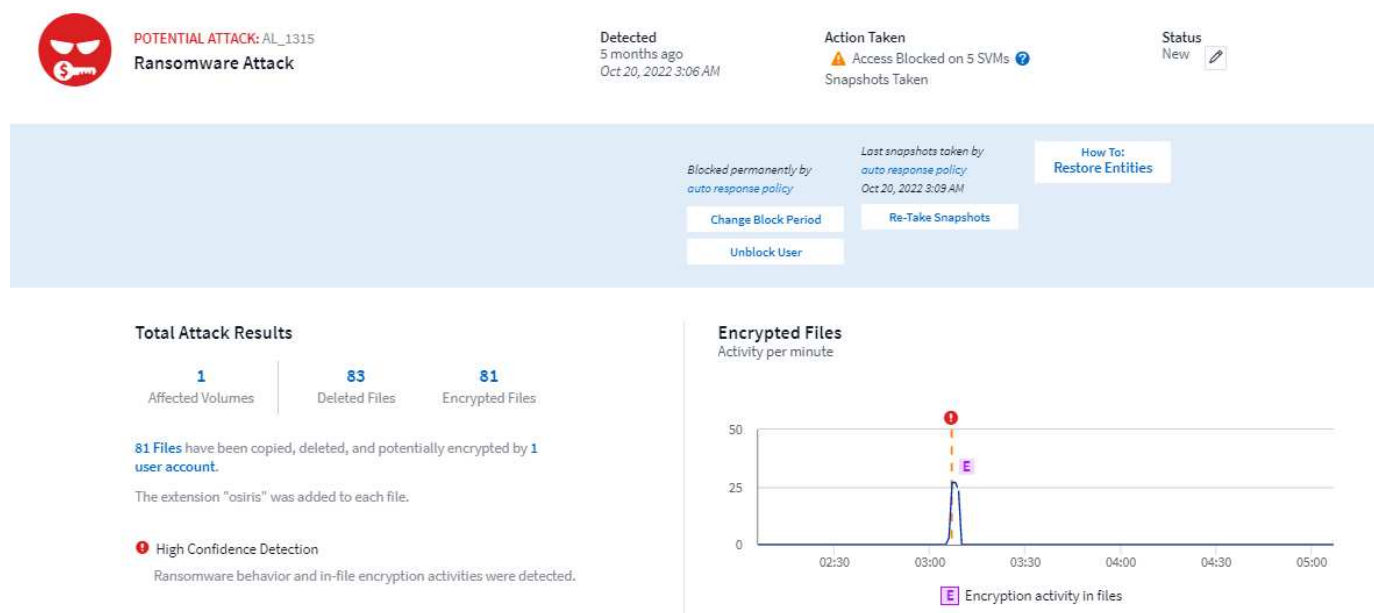 POTENTIAL ATTACK: AL_1315
Ransomware Attack
Detected
5 months ago
Oct 20, 2022 3:06 AM
Action Taken
Access Blocked on 5 SVMs ?
Snapshots Taken
Status
New
Blocked permanently by
auto response policy
Change Block Period
Unblock User
Last snapshots taken by
auto response policy
Oct 20, 2022 3:09 AM
Re-Take Snapshots
How To:
Restore Entities
Total Attack Results
1
Affected Volumes
83
Deleted Files
81
Encrypted Files
81 Files have been copied, deleted, and potentially encrypted by 1
user account.
The extension "osiris" was added to each file.
High Confidence Detection
Ransomware behavior and in-file encryption activities were detected.
Encrypted Files
Activity per minute
50
E
25
0
02:30 03:00 03:30 04:00 04:30 05:00
E Encryption activity in files